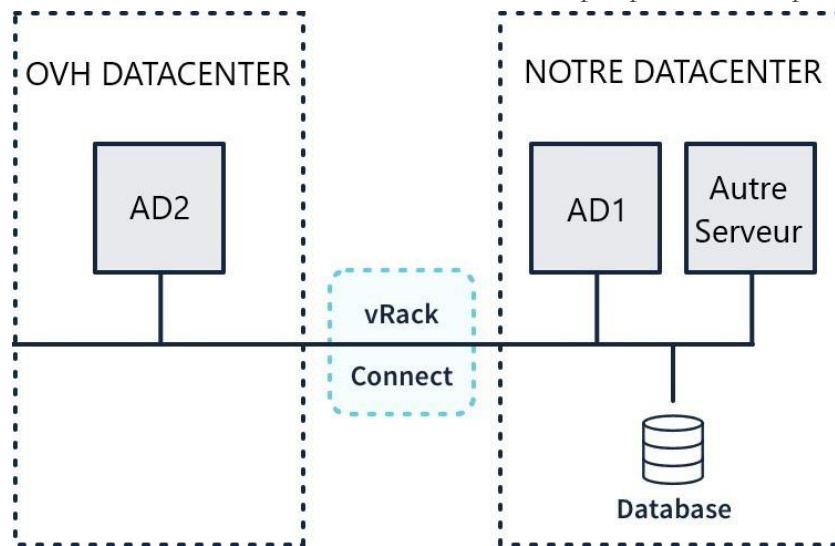 OVH DATACENTER
NOTRE DATACENTER
AD2
AD1
Autre
Serveur
vRack
Connect
Database